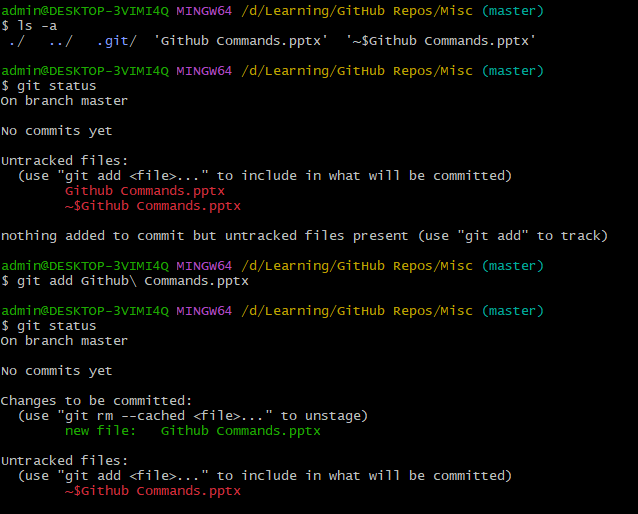 admin@DESKTOP-3VIMI4Q MINGW64 /d/Learning/GitHub Repos/Misc (master)
$ ls -a
./   ../   .git/  'Github Commands.pptx'  '~$Github Commands.pptx'
admin@DESKTOP-3VIMI4Q MINGW64 /d/Learning/GitHub Repos/Misc (master)
$ git status
On branch master
No commits yet
Untracked files:
(use "git add <file>..." to include in what will be committed)
Github Commands.pptx
~$Github Commands.pptx
nothing added to commit but untracked files present (use "git add" to track)
admin@DESKTOP-3VIMI4Q MINGW64 /d/Learning/GitHub Repos/Misc (master)
$ git add Github\ Commands.pptx
admin@DESKTOP-3VIMI4Q MINGW64 /d/Learning/GitHub Repos/Misc (master)
$ git status
On branch master
No commits yet
Changes to be committed:
(use "git rm --cached <file>..." to unstage)
new file:   Github Commands.pptx
Untracked files:
(use "git add <file>..." to include in what will be committed)
~$Github Commands.pptx